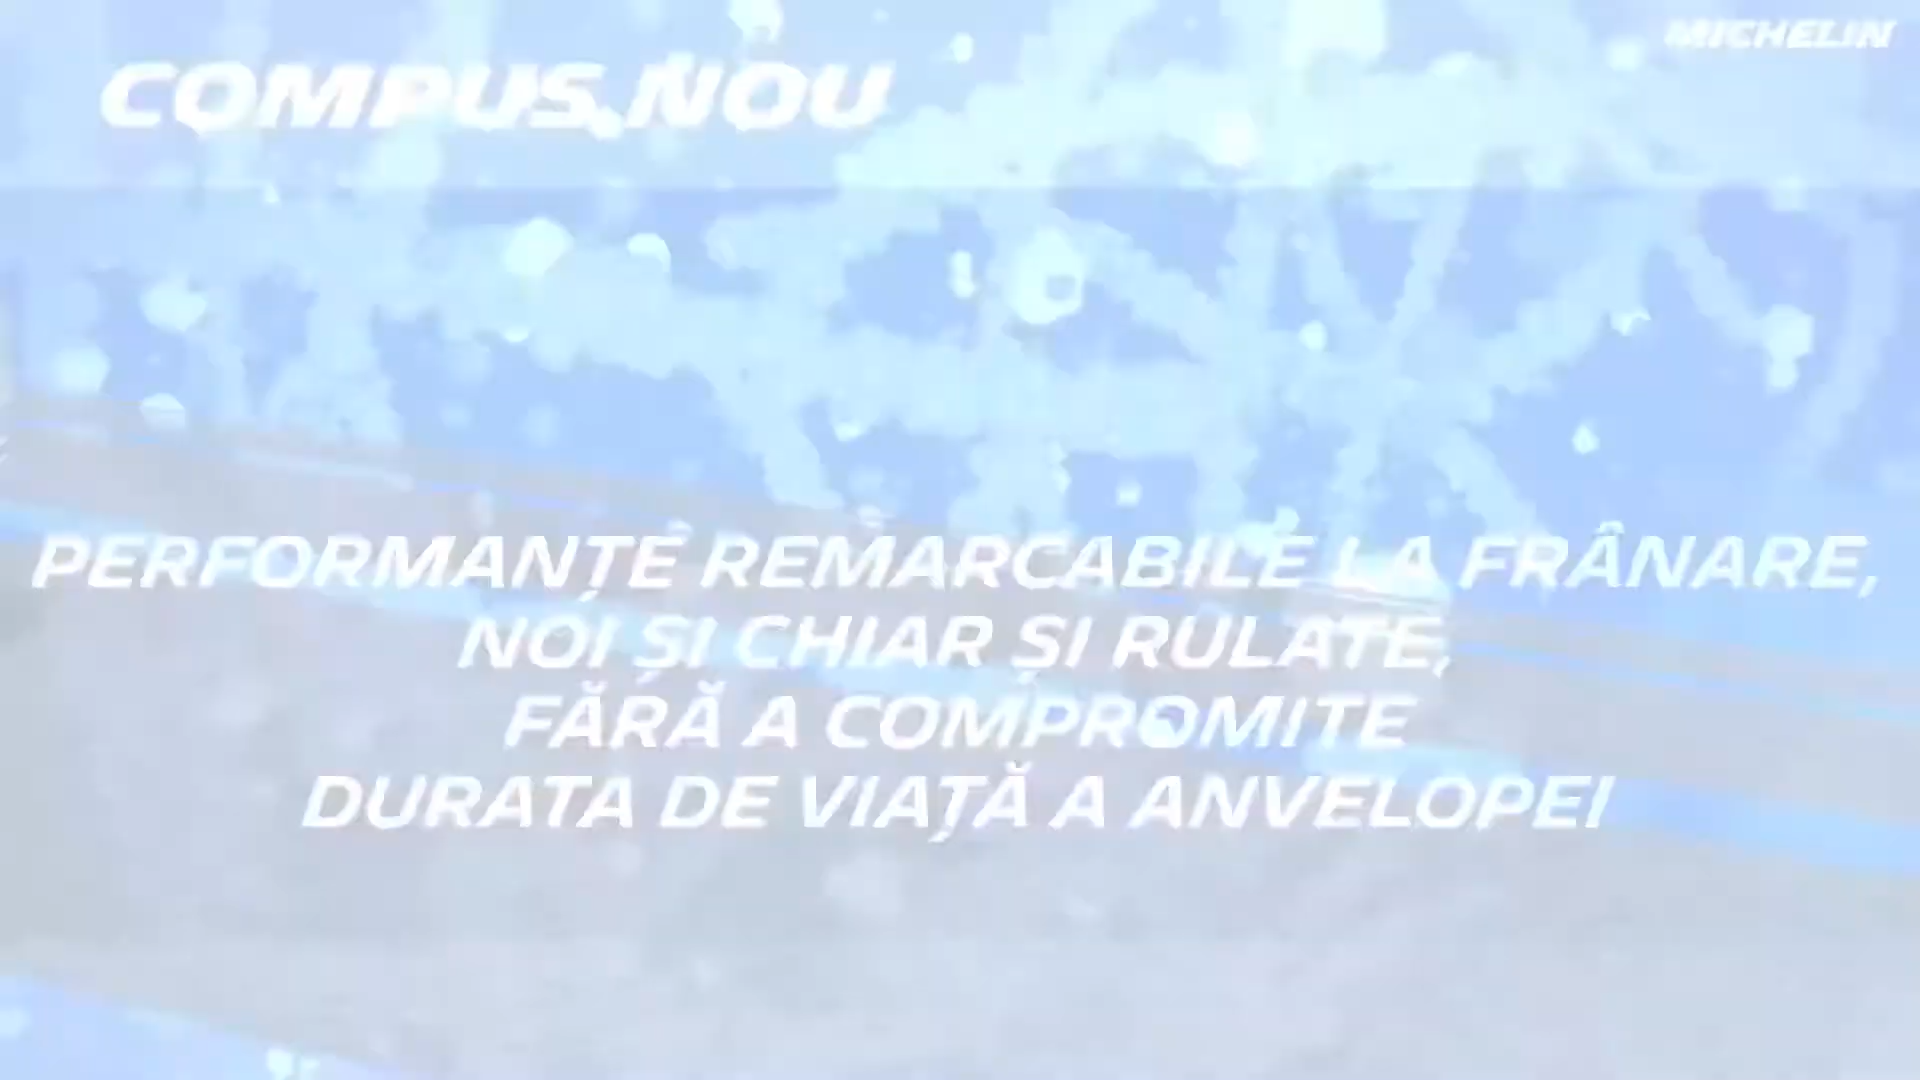 MICHELIN
COMPUS NOU
PERFORMANȚE REMARCABILE LA FRÂNARE,
NOI ȘI CHIAR ȘI RULATE,
FĂRĂ A COMPROMITE
DURATA DE VIAȚĂ A ANVELOPEI